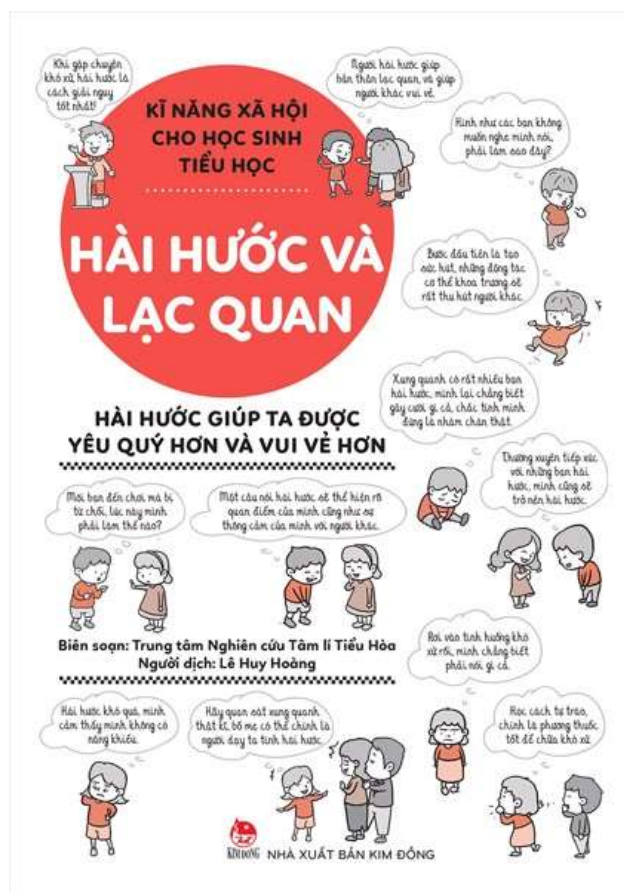 Khi gặp chuyện
khó xử, hài hước là
cách giải nguy
tốt nhất!
Người hài hước giúp
bản thân lạc quan, và giúp
người khác vui vẻ.
KĨ NĂNG XÃ HỘI
CHO HỌC SINH
TIỂU HỌC
Hình như các bạn không
muốn nghe mình nói,
phải làm sao đây?
HÀI HƯỚC VÀ
LẠC QUAN
Bước đầu tiên là tạo
sức hút, những động tác
cơ thể khoa trương sẽ
rất thu hút người khác.
Xung quanh có rất nhiều bạn
hài hước, mình lại chẳng biết
gây cười gì cả, chắc tính mình
đúng là nhàm chán thật.
HÀI HƯỚC GIÚP TA ĐƯỢC
YÊU QUÝ HƠN VÀ VUI VẺ HƠN
Thường xuyên tiếp xúc
với những bạn hài
hước, mình cũng sẽ
trở nên hài hước.
Mời bạn đến chơi mà bị
từ chối, lúc này mình
phải làm thế nào?
Một câu nói hài hước sẽ thể hiện rõ
quan điểm của mình cũng như sự
thông cảm của mình với người khác.
Biên soạn: Trung tâm Nghiên cứu Tâm lí Tiểu Hòa
Người dịch: Lê Huy Hoàng
Rơi vào tình huống khó
xử rồi, mình chẳng biết
phải nói gì cả.
Hài hước khó quá, mình
cảm thấy mình không có
năng khiếu.
Hãy quan sát xung quanh
thật kĩ, bố mẹ có thể chính là
người dạy ta tính hài hước.
Học cách tự trào,
chính là phương thuốc
tốt để chữa khó xử.
KIM ĐỒNG
NHÀ XUẤT BẢN KIM ĐỒNG